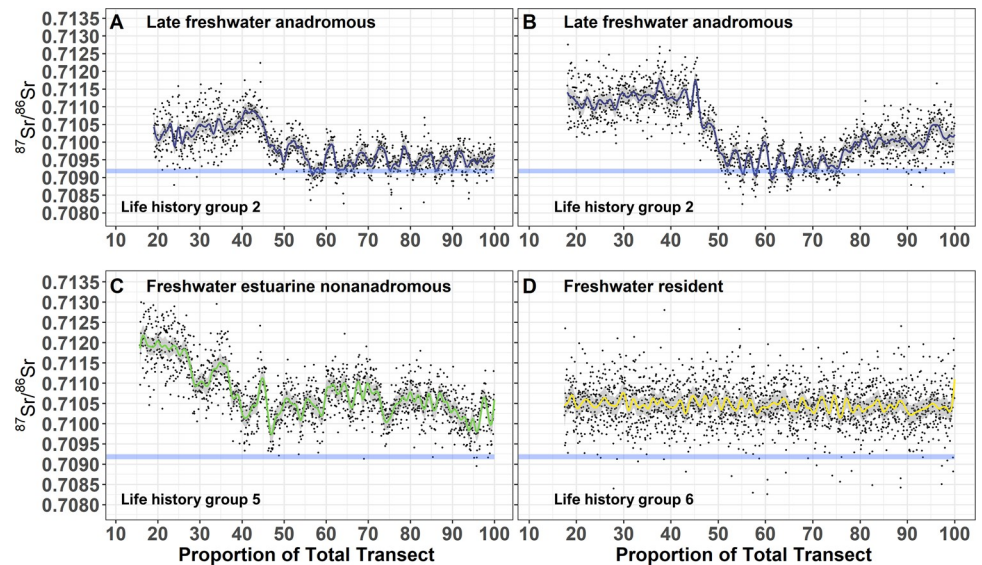 A Late freshwater anadromous
B Late freshwater anadromous
0.7135
0.7130
0.7125
0.7120
0.7115
0.7110
0.7105
0.7100
0.7095
0.7090
0.7085
0.7080
87Sr/86Sr
Life history group 2
Life history group 2
10 20 30 40 50 60 70 80 90 100
10 20 30 40 50 60 70 80 90 100
C Freshwater estuarine nonanadromous
D Freshwater resident
0.7135
0.7130
0.7125
0.7120
0.7115
0.7110
0.7105
0.7100
0.7095
0.7090
0.7085
0.7080
87Sr/86Sr
Life history group 5
Life history group 6
10 20 30 40 50 60 70 80 90 100
10 20 30 40 50 60 70 80 90 100
Proportion of Total Transect
Proportion of Total Transect